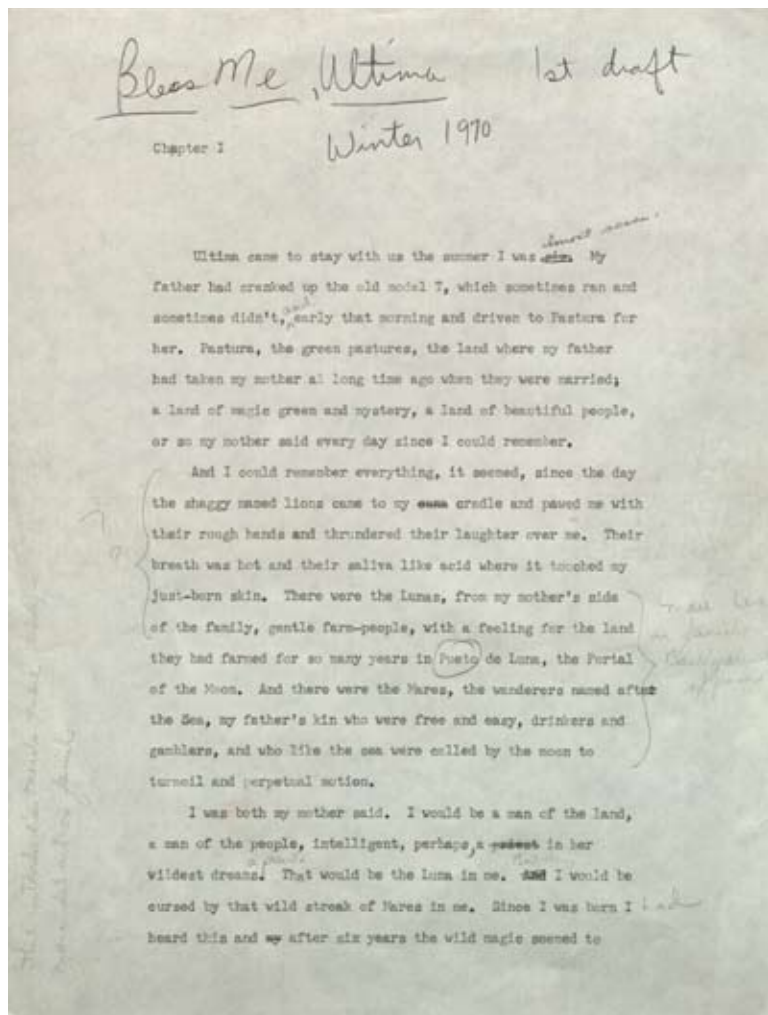 Bless Me, Ultima 1st draft
Winter 1970
Chapter I
almost seven.
Ultima came to stay with us the summer I was six. My
father had cranked up the old model T, which sometimes ran and
sometimes didn't, and early that morning and driven to Pastura for
her. Pastura, the green pastures, the land where my father
had taken my mother al long time ago when they were married;
a land of magic green and mystery, a land of beautiful people,
or so my mother said every day since I could remember.
And I could remember everything, it seemed, since the day
the shaggy maned lions came to my cuna cradle and pawed me with
their rough hands and thrundered their laughter over me. Their
breath was hot and their saliva like acid where it touched my
just-born skin. There were the Lunas, from my mother's side
of the family, gentle farm-people, with a feeling for the land
they had farmed for so many years in Pueto de Luna, the Portal
of the Moon. And there were the Mares, the wanderers named after
the Sea, my father's kin who were free and easy, drinkers and
gamblers, and who like the sea were called by the moon to
turmoil and perpetual motion.
I was both my mother said. I would be a man of the land,
a man of the people, intelligent, perhaps, a priest in her
a priest
wildest dreams. That would be the Luna in me. And I would be
cursed by that wild streak of Mares in me. Since I was born I had
heard this and my after six years the wild magic seemed to